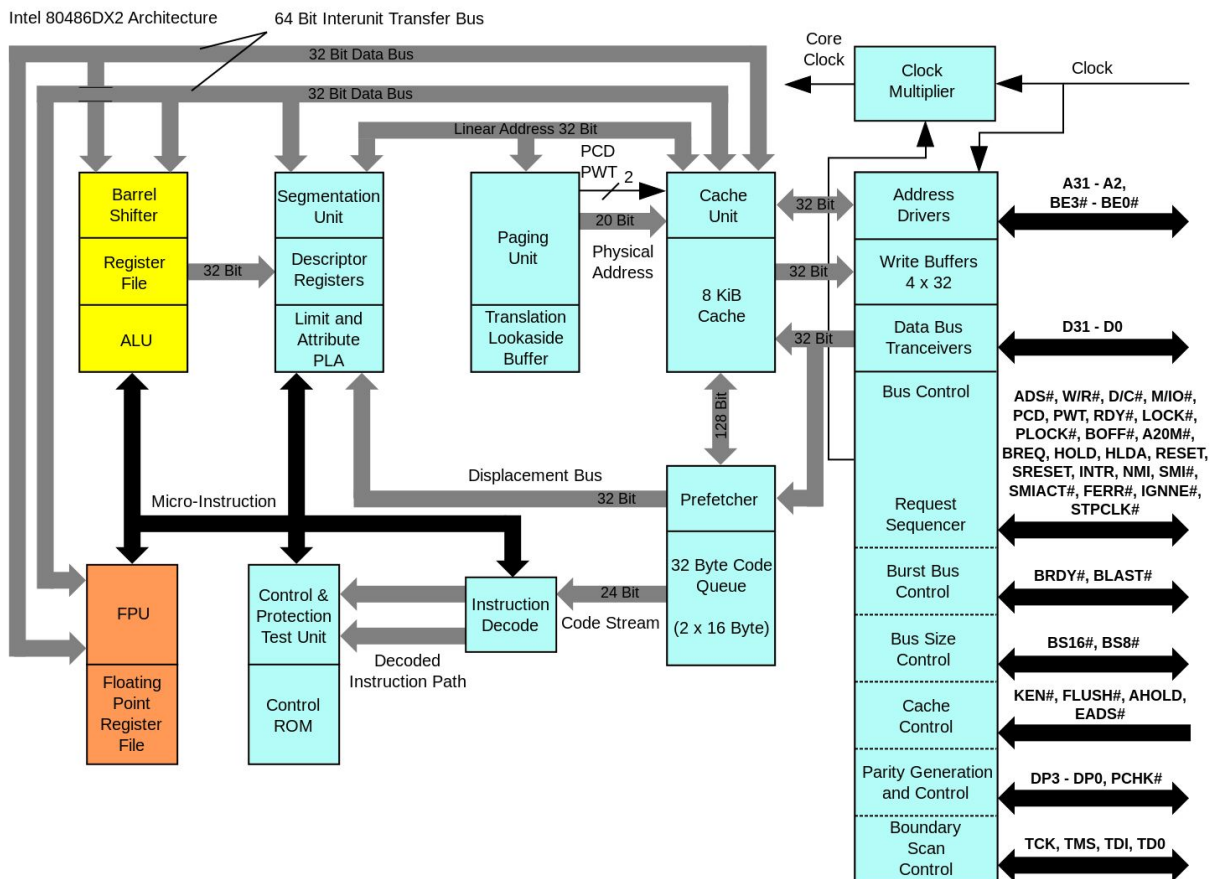 Intel 80486DX2 Architecture
64 Bit Interunit Transfer Bus
32 Bit Data Bus
32 Bit Data Bus
Linear Address 32 Bit
PCD
PWT
2
20 Bit
Physical
Address
Core
Clock
Clock
Multiplier
Clock
Barrel
Shifter
Register
File
ALU
32 Bit
Segmentation
Unit
Descriptor
Registers
Limit and
Attribute
PLA
Paging
Unit
Translation
Lookaside
Buffer
Cache
Unit
8 KiB
Cache
32 Bit
32 Bit
32 Bit
128 Bit
Address
Drivers
Write Buffers
4 x 32
Data Bus
Tranceivers
Bus Control
Request
Sequencer
Burst Bus
Control
Bus Size
Control
Cache
Control
Parity Generation
and Control
Boundary
Scan
Control
A31 - A2,
BE3# - BE0#
D31 - D0
ADS#, W/R#, D/C#, M/IO#,
PCD, PWT, RDY#, LOCK#,
PLOCK#, BOFF#, A20M#,
BREQ, HOLD, HLDA, RESET,
SRESET, INTR, NMI, SMI#,
SMIACT#, FERR#, IGNNE#,
STPCLK#
BRDY#, BLAST#
BS16#, BS8#
KEN#, FLUSH#, AHOLD,
EADS#
DP3 - DP0, PCHK#
TCK, TMS, TDI, TD0
Displacement Bus
32 Bit
Micro-Instruction
Prefetcher
32 Byte Code
Queue
(2 x 16 Byte)
24 Bit
Code Stream
Instruction
Decode
Decoded
Instruction Path
Control &
Protection
Test Unit
Control
ROM
FPU
Floating
Point
Register
File